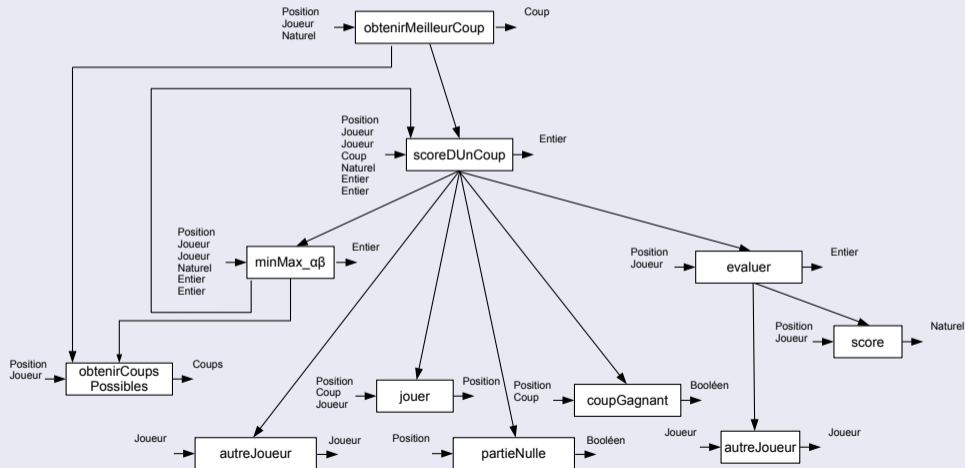 Position
Joueur
Naturel
obtenirMeilleurCoup
Coup
Position
Joueur
Joueur
Coup
Naturel
Entier
Entier
scoreDUnCoup
Entier
Position
Joueur
Joueur
Naturel
Entier
Entier
minMax_αβ
Entier
Position
Joueur
evaluer
Entier
Position
Joueur
score
Naturel
Position
Joueur
obtenirCoups
Possibles
Coups
Position
Coup
Joueur
jouer
Position
Position
Coup
coupGagnant
Booléen
Joueur
autreJoueur
Joueur
Position
partieNulle
Booléen
Joueur
autreJoueur
Joueur